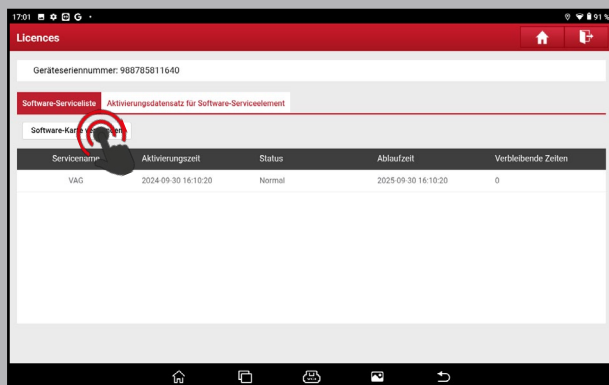 17:01 G 91 %
Licences
Geräteseriennummer: 988785811640
Software-Serviceliste Aktivierungsdatensatz für Software-Serviceelement
Software-Karte
Servicename Aktivierungszeit Status Ablaufzeit Verbleibende Zeiten
VAG 2024-09-30 16:10:20 Normal 2025-09-30 16:10:20 0